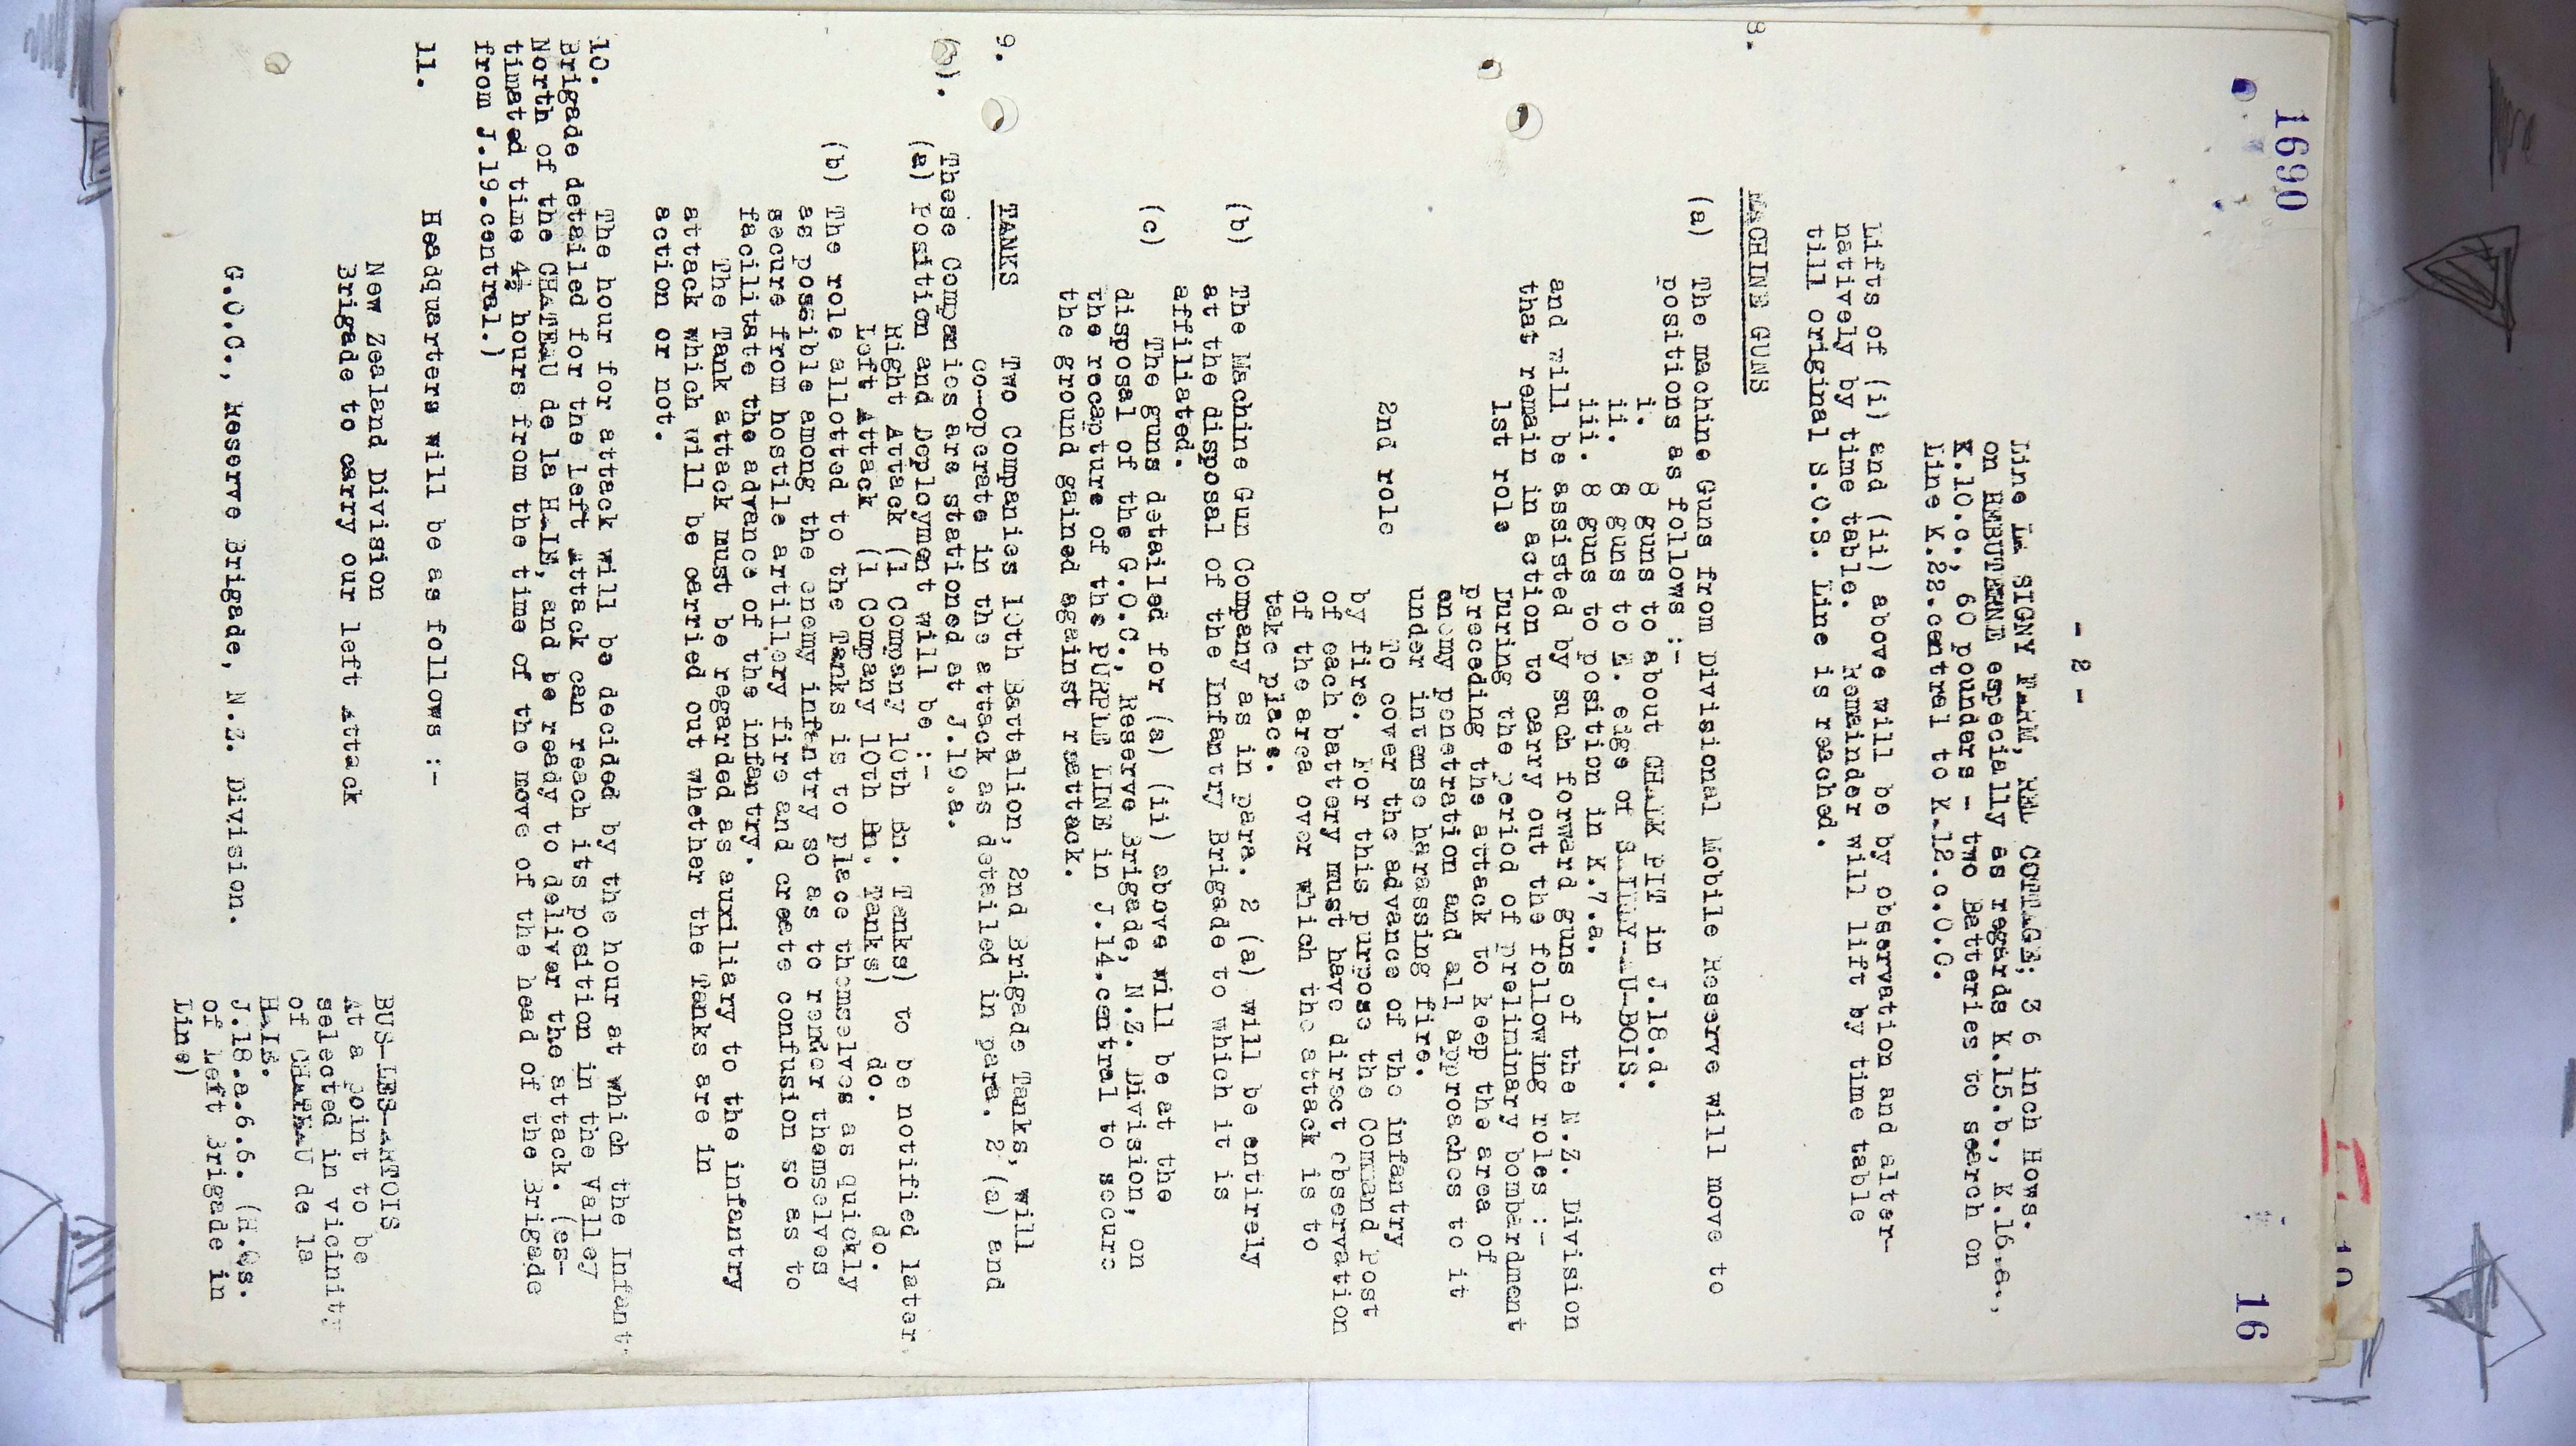 1690
16
- 2 -
Line La SIGNY FARM, RED COTTAGE; 3 6 inch Hows.
on HEBUTERNE especially as regards K.15.b., K.16.a.,
K.10.c; 60 pounders - two Batteries to search on
Line K.22.central to K.12.c.0.0.
Lifts of (i) and (ii) above will be by observation and alter-
natively by time table. Remainder will lift by time table
till original S.O.S. Line is reached.
8. MACHINE GUNS
(a) The machine Guns from Divisional Mobile Reserve will move to
positions as follows :-
i. 8 guns to about CHALK PIT in J.18.d.
ii. 8 guns to E. edge of SAILLY-AU-BOIS.
iii. 8 guns to position in K.7.a.
and will be assisted by such forward guns of the N.Z. Division
that remain in action to carry out the following roles :-
1st role During the period of preliminary bombardment
preceding the attack to keep the area of
enemy penetration and all approaches to it
under intense harassing fire.
2nd role To cover the advance of the infantry
by fire. For this purpose the Command Post
of each battery must have direct observation
of the area over which the attack is to
take place.
(b) The Machine Gun Company as in para. 2 (a) will be entirely
at the disposal of the Infantry Brigade to which it is
affiliated.
(c) The guns detailed for (a) (ii) above will be at the
disposal of the G.O.C., Reserve Brigade, N.Z. Division, on
the recapture of the PURPLE LINE in J.14.central to secure
the ground gained against reattack.
9. TANKS Two Companies 10th Battalion, 2nd Brigade Tanks, will
co-operate in the attack as detailed in para. 2 (a) and
(b). These Companies are stationed at J.19.a.
(a) Position and Deployment will be :-
Right Attack (1 Company 10th Bn. Tanks) to be notified later.
Left Attack (1 Company 10th Bn. Tanks) do. do.
(b) The role allotted to the Tanks is to place themselves as quickly
as possible among the enemy infantry so as to render themselves
secure from hostile artillery fire and create confusion so as to
facilitate the advance of the infantry.
The Tank attack must be regarded as auxiliary to the infantry
attack which will be carried out whether the Tanks are in
action or not.
10. The hour for attack will be decided by the hour at which the Infant
Brigade detailed for the Left Attack can reach its position in the valley
North of the CHATEAU de la HAIE, and be ready to deliver the attack. (es-
timated time 4½ hours from the time of the move of the head of the Brigade
from J.19.central.)
11. Headquarters will be as follows :-
New Zealand Division BUS-LES-ARTOIS
Brigade to carry our left Attack At a point to be
selected in vicinity
of CHATEAU de la
HAIE.
G.O.C., Reserve Brigade, N.Z. Division. J.18.a.6.6. (H.Qs.
of Left Brigade in
Line)